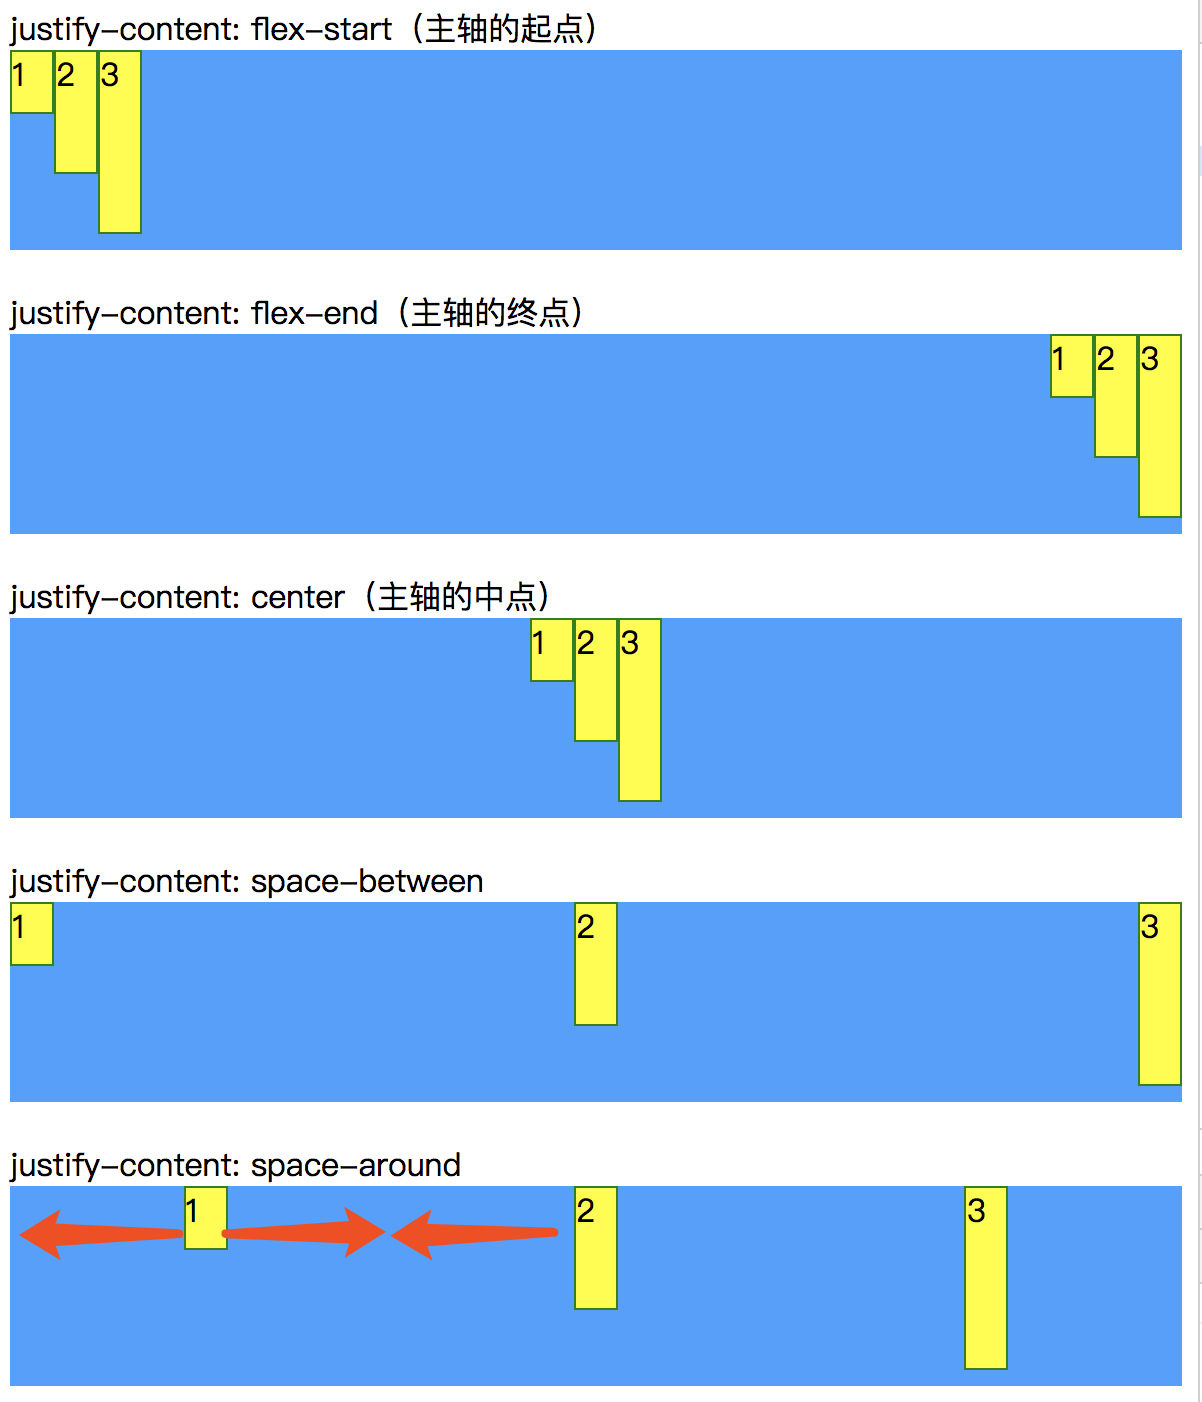 justify-content: flex-start（主轴的起点）
1 2 3
justify-content: flex-end（主轴的终点）
1 2 3
justify-content: center（主轴的中点）
1 2 3
justify-content: space-between
1 2 3
justify-content: space-around
1 2 3